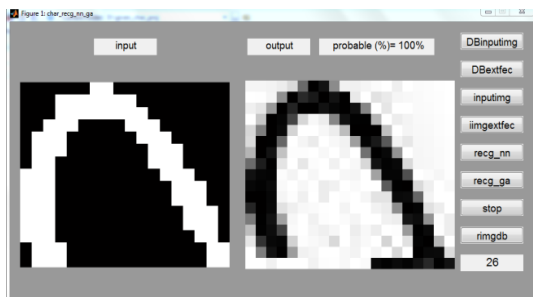 Figure 1: char_recg_nn_ga
input
output
probable (%)= 100%
DBinputimg
DBextfec
inputimg
iimgextfec
recg_nn
recg_ga
stop
rimgdb
26